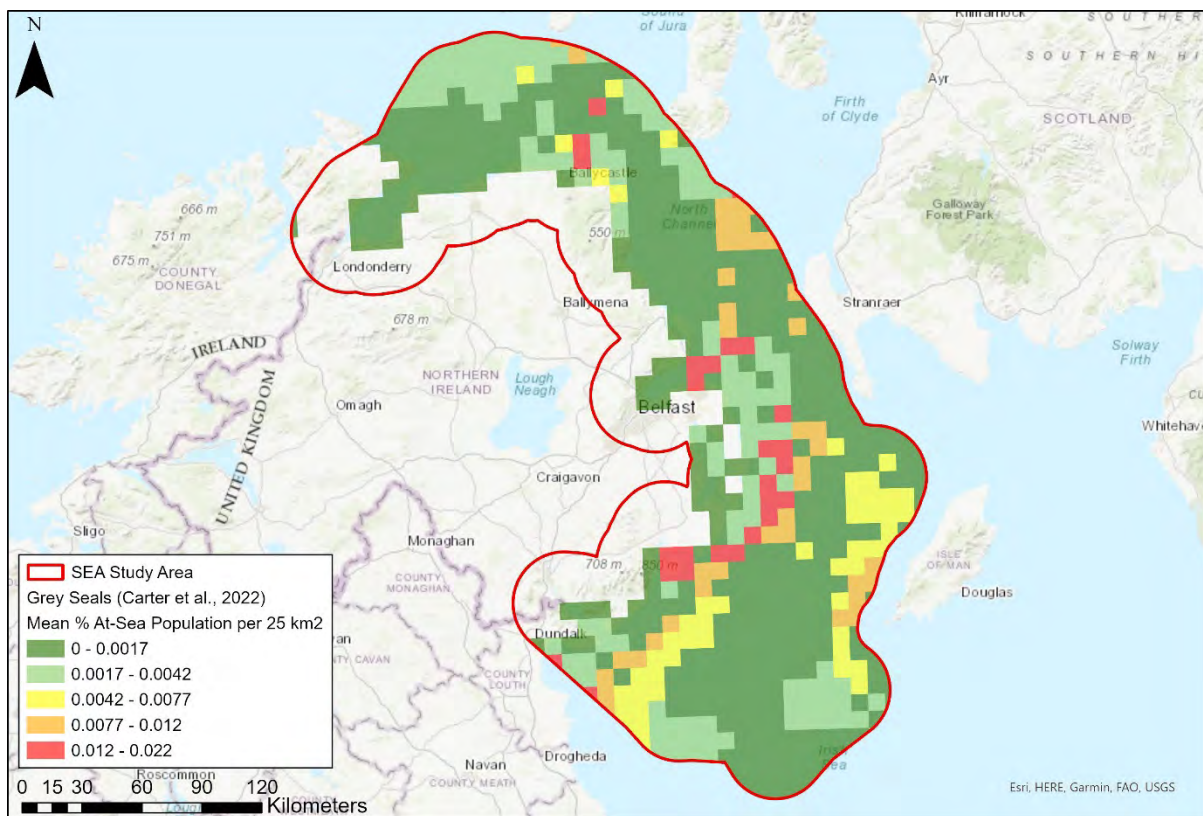 N
Sound
of Jura
Kilmarnock
SOUTHERN
SOUTHERN HI
Ayr
Firth
of Clyde
SCOTLAND
Ballycastle
666 m
751 m
675 m
COUNTY
DONEGAL
North
Channel
Galloway
Forest Park
550 m
Londonderry
Ballymena
Stranraer
678 m
IRELAND
UNITED KINGDOM
NORTHERN
IRELAND
Lough
Neagh
Solway
Firth
Omagh
Belfast
Whitehav
Craigavon
Sligo
Monaghan
COUNTY
MONAGHAN
708 m
850 m
ISLE
OF MAN
Douglas
Dundalk
COUNTY CAVAN
COUNTY
LOUTH
Drogheda
Navan
COUNTY MEATH
Roscommon
Irish
Sea
SEA Study Area
Grey Seals (Carter et al., 2022)
Mean % At-Sea Population per 25 km2
0 - 0.0017
0.0017 - 0.0042
0.0042 - 0.0077
0.0077 - 0.012
0.012 - 0.022
0 15 30 60 90 120
Kilometers
Esri, HERE, Garmin, FAO, USGS